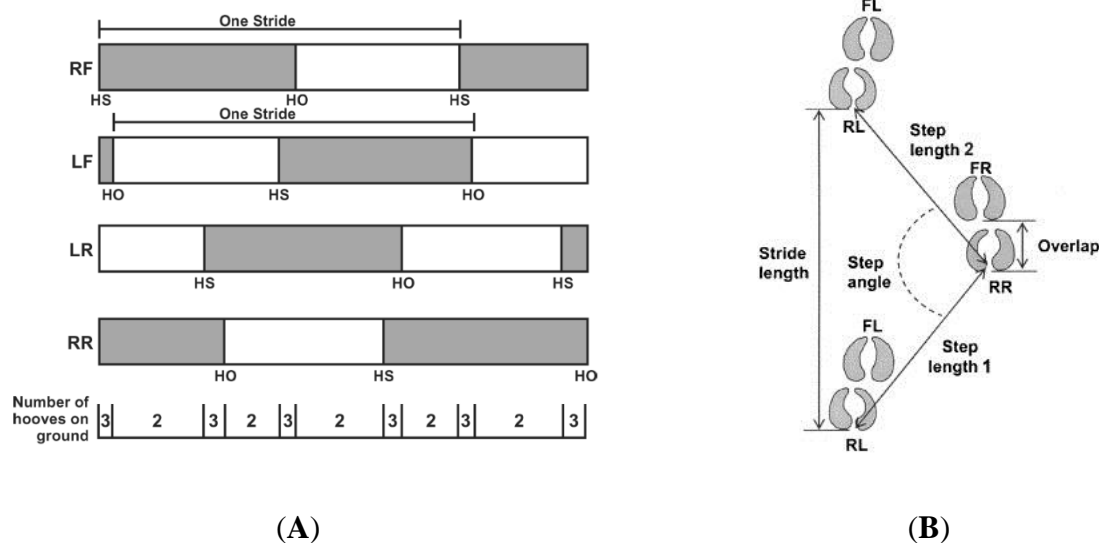 One Stride
RF
HS
HO
HS
One Stride
LF
HO
HS
HO
LR
HS
HO
HS
RR
HO
HS
HO
Number of
hooves on
ground
3 2 3 2 3 2 3 2 3 2 3
(A)
FL
RL
Step
length 2
FR
Stride
length
Step
angle
Overlap
RR
FL
Step
length 1
RL
(B)